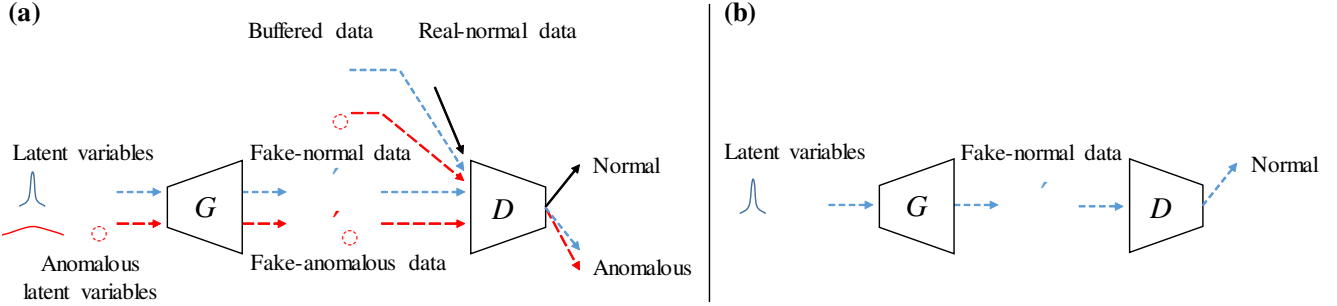 (a)
Buffered data
Real-normal data
Latent variables
Fake-normal data
Normal
G
D
Anomalous
latent variables
Fake-anomalous data
Anomalous
(b)
Latent variables
Fake-normal data
Normal
G
D